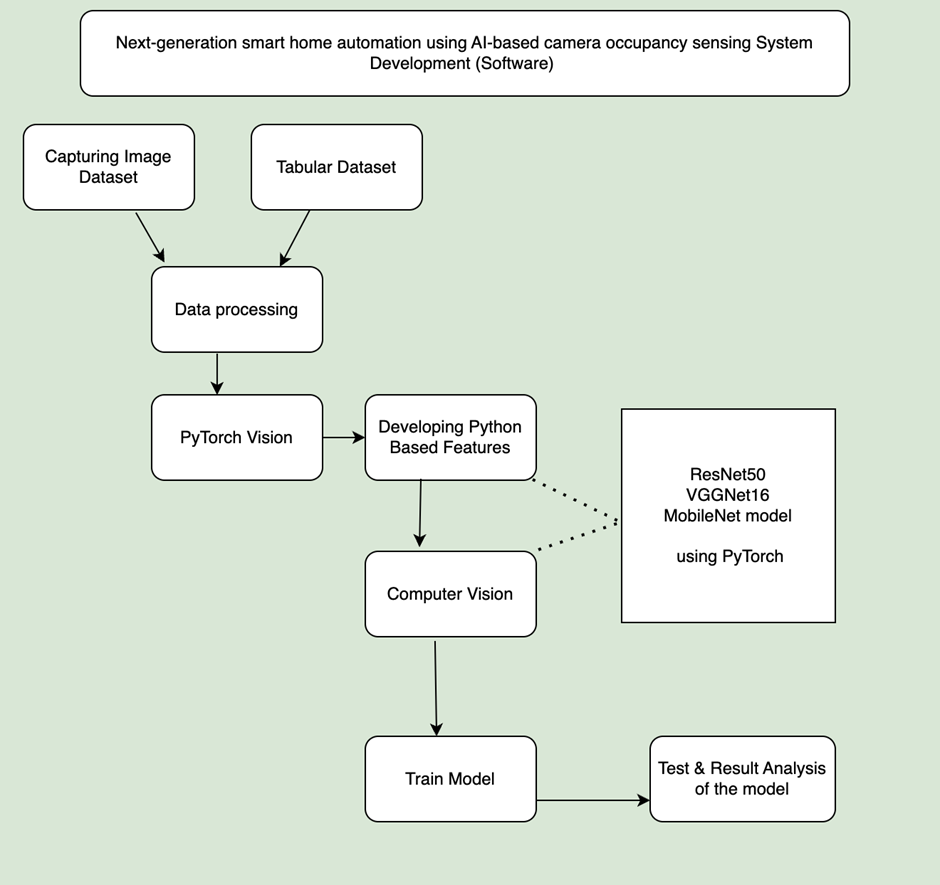 Next-generation smart home automation using AI-based camera occupancy sensing System
Development (Software)
Capturing Image
Dataset
Tabular Dataset
Data processing
PyTorch Vision
Developing Python
Based Features
ResNet50
VGGNet16
MobileNet model
using PyTorch
Computer Vision
Train Model
Test & Result Analysis
of the model